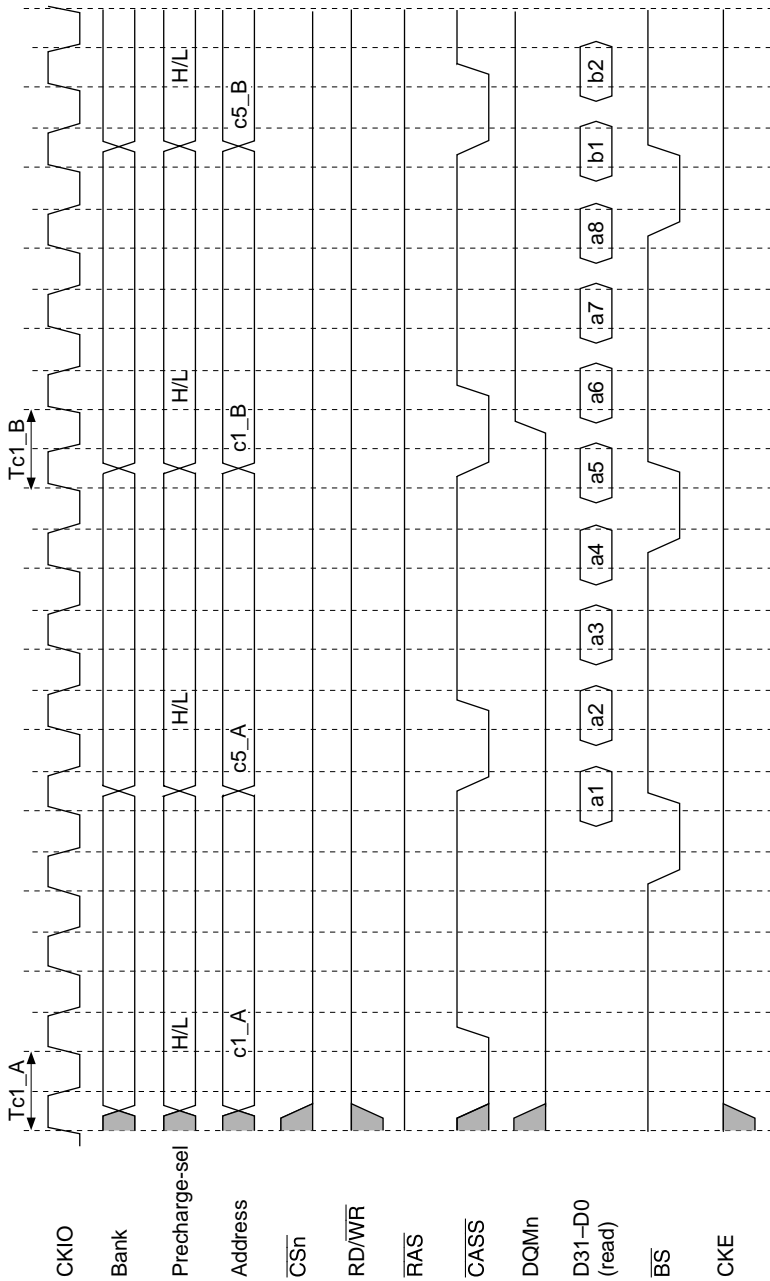 Tc1_A Tc1_B
CKIO
Bank
Precharge-sel H/L H/L H/L H/L
Address c1_A c5_A c1_B c5_B
CSn
RD/WR
RAS
CASS
DQMn
D31–D0
(read) a1 a2 a3 a4 a5 a6 a7 a8 b1 b2
BS
CKE